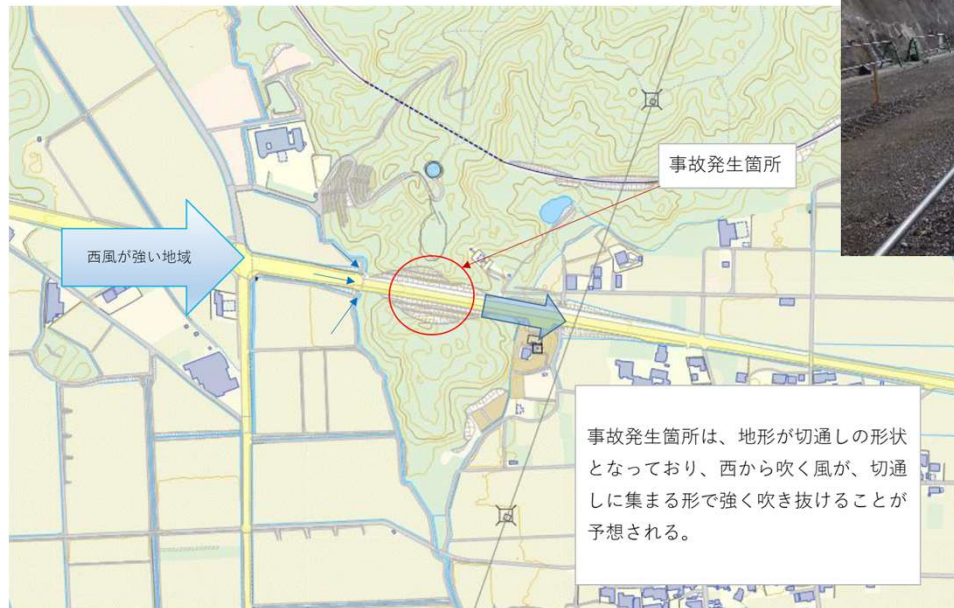 事故発生箇所
西風が強い地域
事故発生箇所は、地形が切通しの形状
となっており、西から吹く風が、切通
しに集まる形で強く吹き抜けることが
予想される。